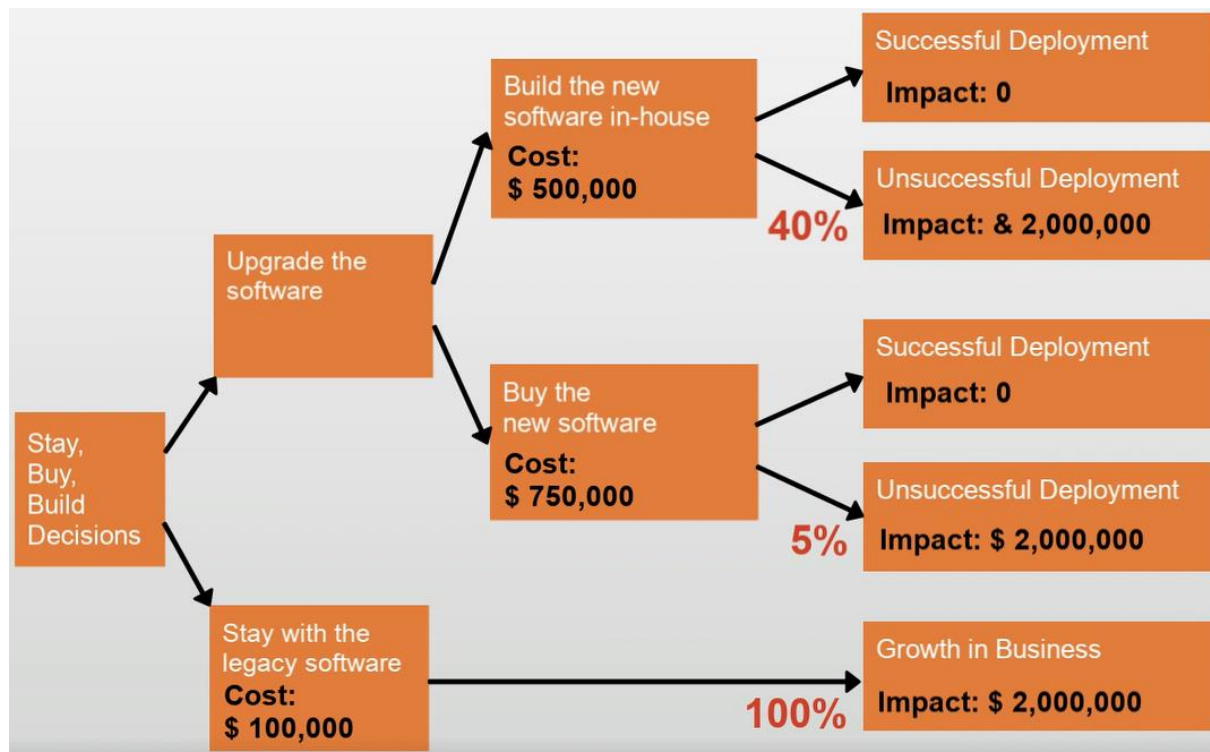 Stay,
Buy,
Build
Decisions
Upgrade the
software
Build the new
software in-house
Cost:
$ 500,000
Successful Deployment
Impact: 0
40%
Unsuccessful Deployment
Impact: & 2,000,000
Buy the
new software
Cost:
$ 750,000
Successful Deployment
Impact: 0
5%
Unsuccessful Deployment
Impact: $ 2,000,000
Stay with the
legacy software
Cost:
$ 100,000
100%
Growth in Business
Impact: $ 2,000,000